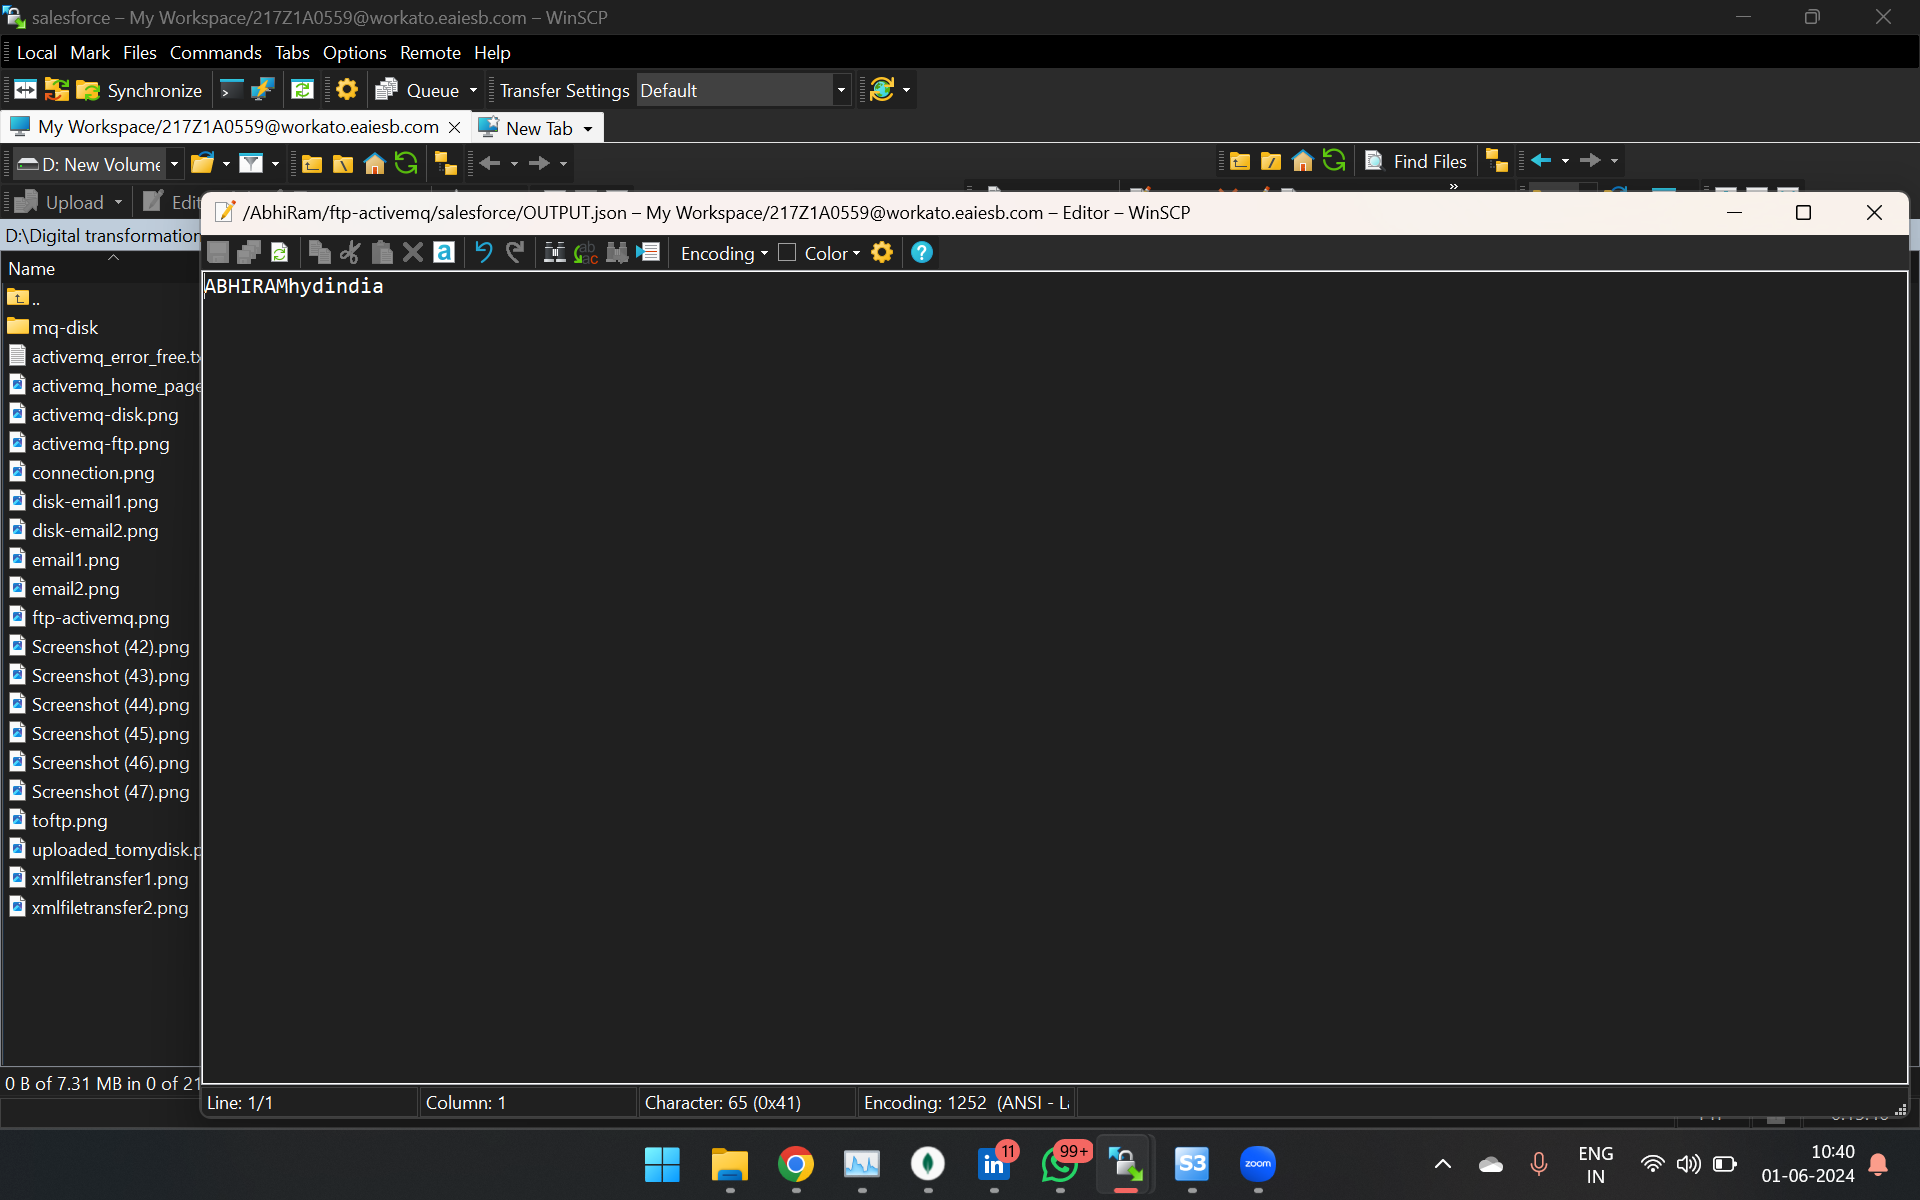 salesforce – My Workspace/217Z1A0559@workato.eaiesb.com – WinSCP
Local Mark Files Commands Tabs Options Remote Help
Synchronize Queue Transfer Settings Default
My Workspace/217Z1A0559@workato.eaiesb.com New Tab
D: New Volume Find Files
Upload Edit
/AbhiRam/ftp-activemq/salesforce/OUTPUT.json – My Workspace/217Z1A0559@workato.eaiesb.com – Editor – WinSCP
D:\Digital transformation
Encoding Color
Name
ABHIRAMhydindia
..
mq-disk
activemq_error_free.tx
activemq_home_page
activemq-disk.png
activemq-ftp.png
connection.png
disk-email1.png
disk-email2.png
email1.png
email2.png
ftp-activemq.png
Screenshot (42).png
Screenshot (43).png
Screenshot (44).png
Screenshot (45).png
Screenshot (46).png
Screenshot (47).png
toftp.png
uploaded_tomydisk.p
xmlfiletransfer1.png
xmlfiletransfer2.png
0 B of 7.31 MB in 0 of 21
Line: 1/1 Column: 1 Character: 65 (0x41) Encoding: 1252 (ANSI - L
11 99+ S3 zoom
ENG
IN
10:40
01-06-2024